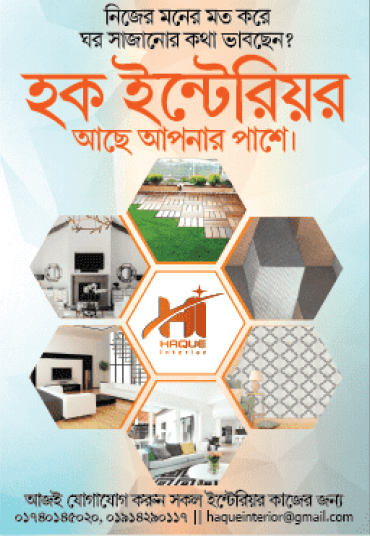 নিজের মনের মত করে
ঘর সাজানোর কথা ভাবছেন?
হক ইন্টেরিয়র
আছে আপনার পাশে।
HAQUE
Interior
আজই যোগাযোগ করুন সকল ইন্টেরিয়র কাজের জন্য
০১৭৪০১৪৫০২০, ০১৯১৪২৯০১১৭ || haqueinterior@gmail.com